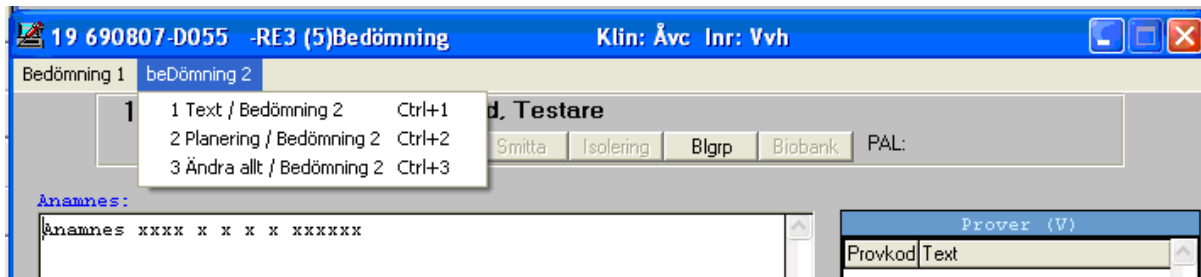 19 690807-D055 -RE3 (5)Bedömning Klin: Åvc Inr: Vvh
Bedömning 1 beDömning 2
1 d, Testare
1 Text / Bedömning 2 Ctrl+1
2 Planering / Bedömning 2 Ctrl+2
3 Ändra allt / Bedömning 2 Ctrl+3
Smitta Isolering Blgrp Biobank PAL:
Anamnes:
Anamnes xxxx x x x x xxxxxx
Prover (V)
Provkod Text